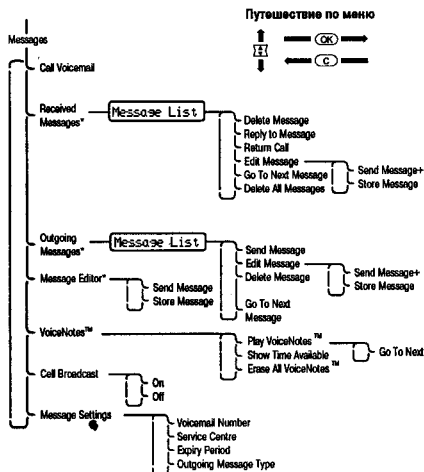 Путешествие по меню
OK
C
Messages
Call Voicemail
Received
Messages*
Message List
Delete Message
Reply to Message
Return Call
Edit Message
Send Message+
Store Message
Go To Next Message
Delete All Messages
Outgoing
Messages*
Message List
Send Message
Edit Message
Send Message+
Store Message
Delete Message
Go To Next
Message
Message Editor*
Send Message
Store Message
VoiceNotes™
Play VoiceNotes™
Go To Next
Show Time Available
Erase All VoiceNotes™
Cell Broadcast
On
Off
Message Settings
Voicemail Number
Service Centre
Expiry Period
Outgoing Message Type